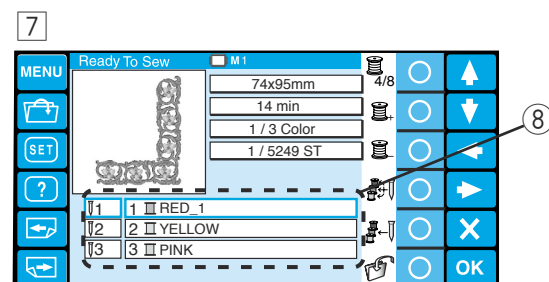 7
MENU Ready To Sew M1
74x95mm 4/8
14 min +
1 / 3 Color
SET 1 / 5249 ST -
8
?
1 1 RED_1
2 2 YELLOW
3 3 PINK
OK